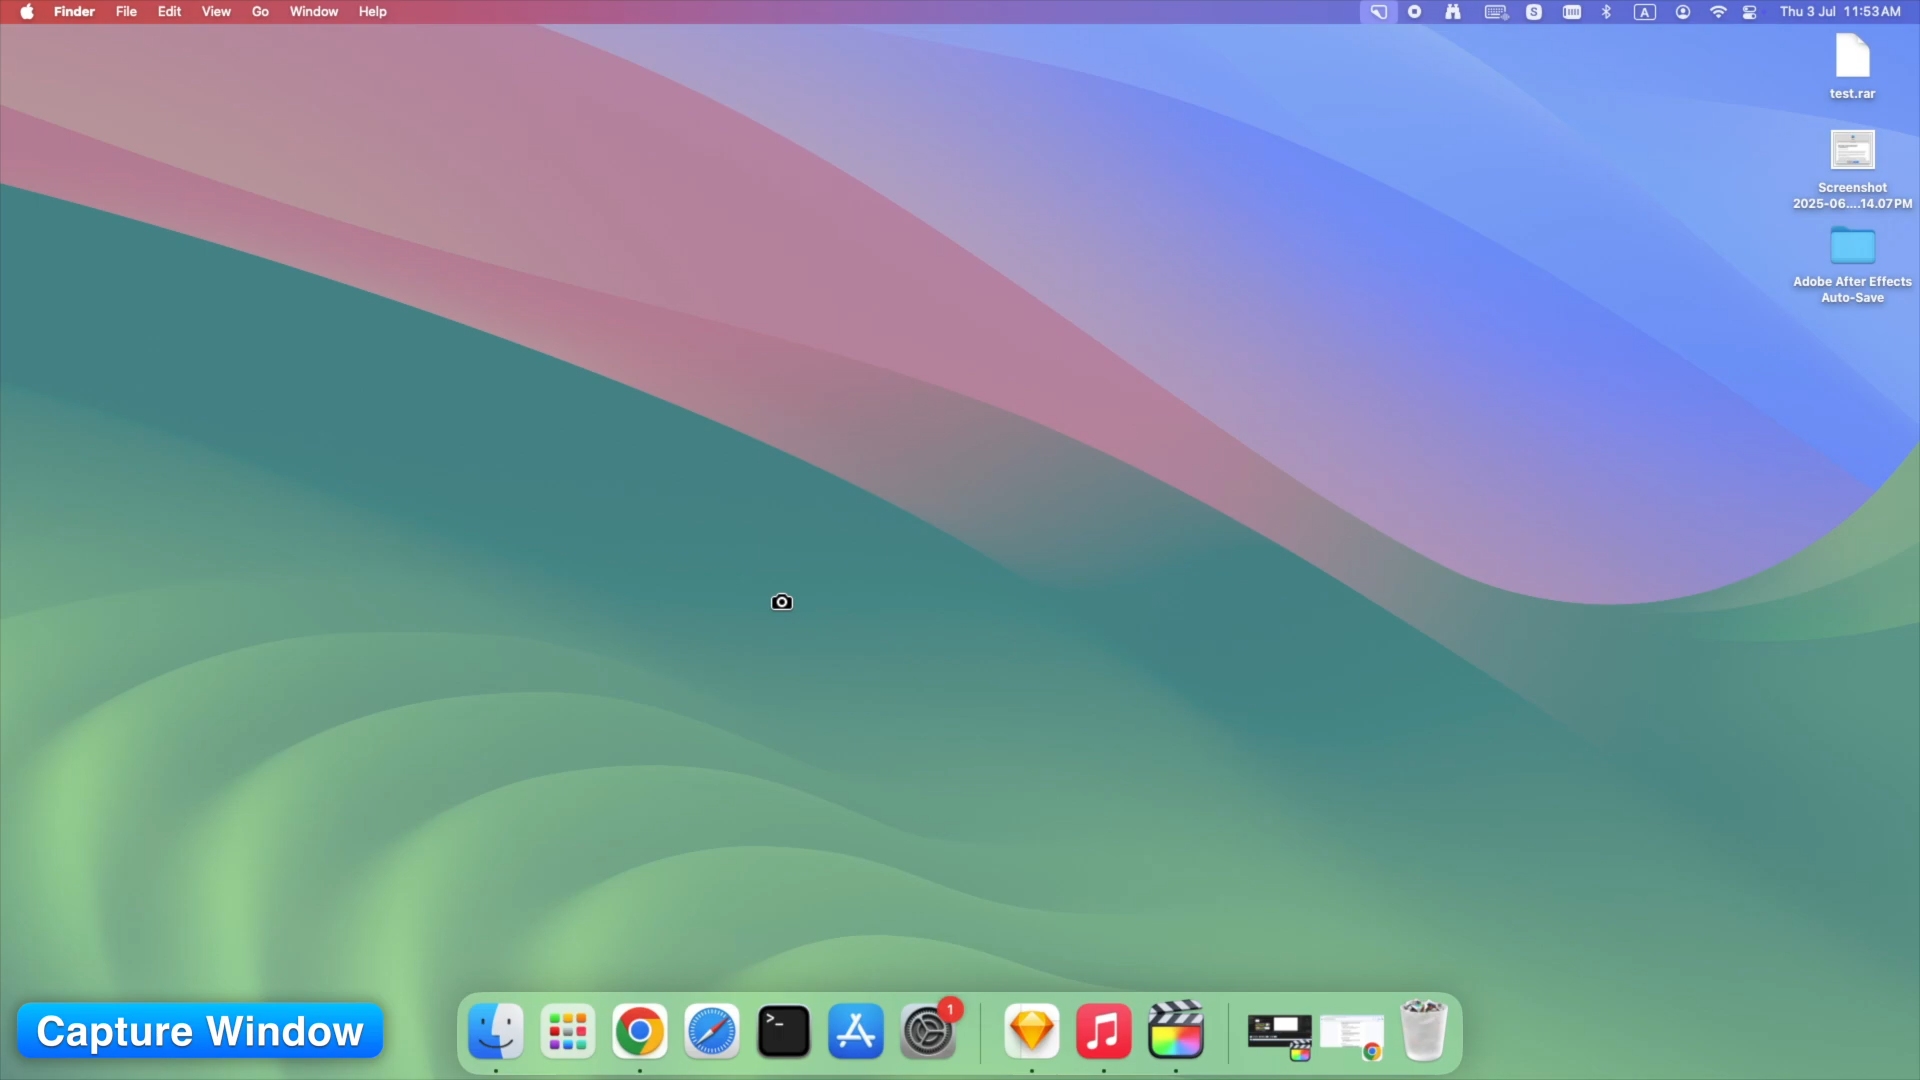 Finder File Edit View Go Window Help
S A Thu 3 Jul 11:53 AM
test.rar
Screenshot
2025-06....14.07 PM
Adobe After Effects
Auto-Save
1
>_
Capture Window